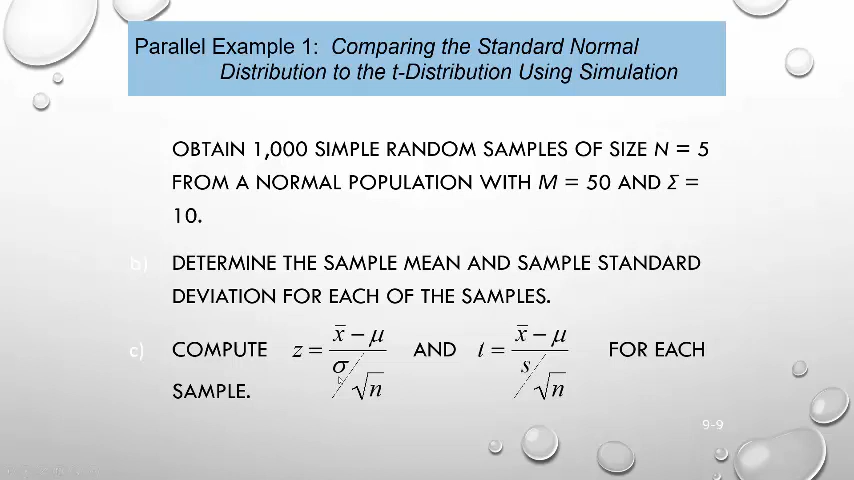 Parallel Example 1: Comparing the Standard Normal
Distribution to the t-Distribution Using Simulation
OBTAIN 1,000 SIMPLE RANDOM SAMPLES OF SIZE N = 5
FROM A NORMAL POPULATION WITH Μ = 50 AND Σ =
10.
b) DETERMINE THE SAMPLE MEAN AND SAMPLE STANDARD
DEVIATION FOR EACH OF THE SAMPLES.
c) COMPUTE z = (x̄ − μ)/(σ/√n) AND t = (x̄ − μ)/(s/√n) FOR EACH
SAMPLE.
9-9